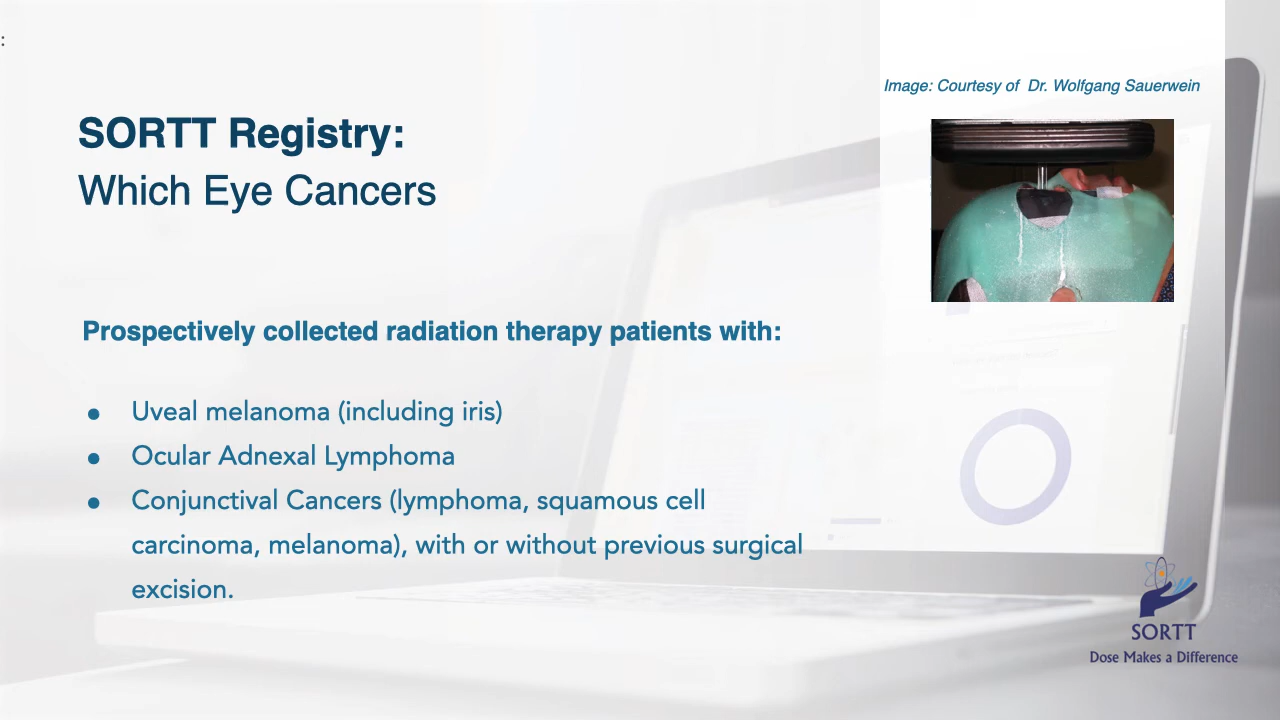 :
Image: Courtesy of Dr. Wolfgang Sauerwein
SORTT Registry:
Which Eye Cancers
Prospectively collected radiation therapy patients with:
● Uveal melanoma (including iris)
● Ocular Adnexal Lymphoma
● Conjunctival Cancers (lymphoma, squamous cell
carcinoma, melanoma), with or without previous surgical
excision.
SORTT
Dose Makes a Difference